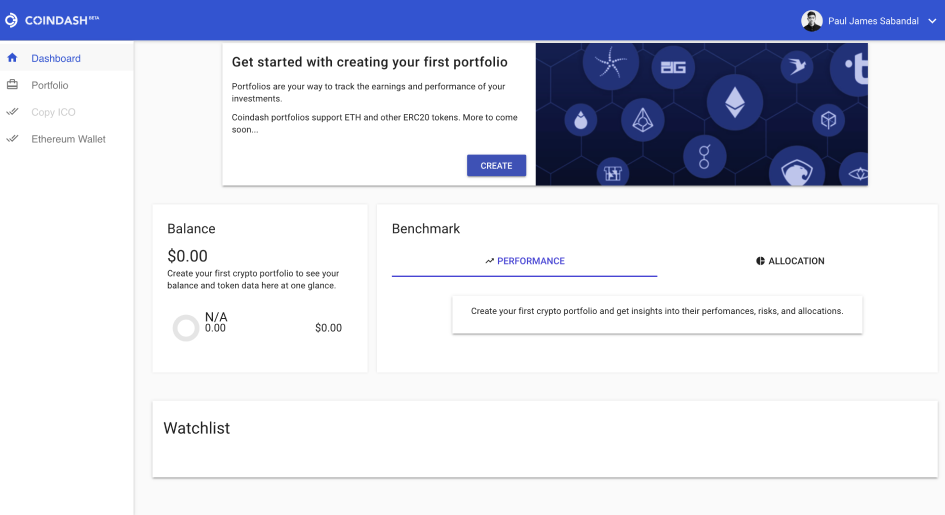 COINDASH BETA
Paul James Sabandal
Dashboard
Portfolio
Copy ICO
Ethereum Wallet
Get started with creating your first portfolio
Portfolios are your way to track the earnings and performance of your
investments.
Coindash portfolios support ETH and other ERC20 tokens. More to come
soon...
CREATE
Balance
$0.00
Create your first crypto portfolio to see your
balance and token data here at one glance.
N/A
0.00
$0.00
Benchmark
PERFORMANCE
ALLOCATION
Create your first crypto portfolio and get insights into their perfomances, risks, and allocations.
Watchlist